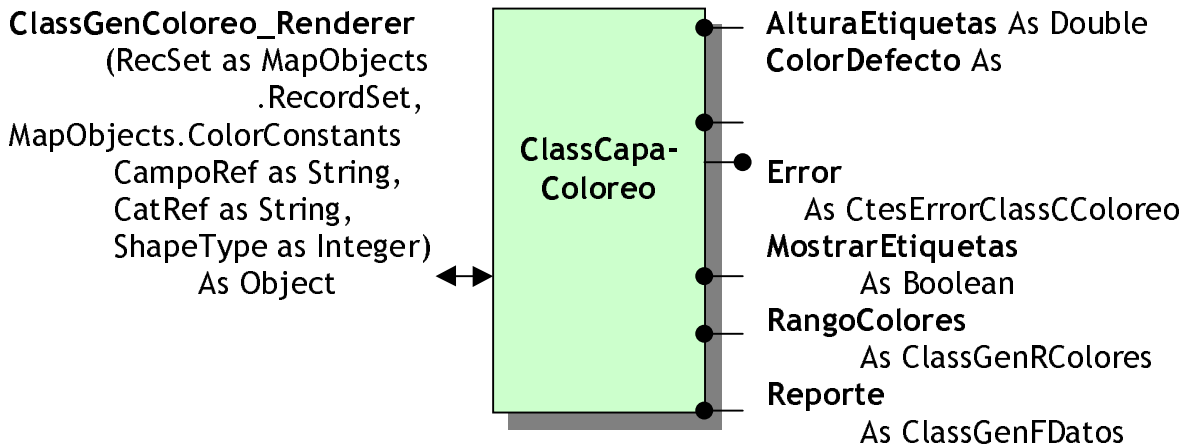 ClassGenColoreo_Renderer
(RecSet as MapObjects
.RecordSet,
MapObjects.ColorConstants
CampoRef as String,
CatRef as String,
ShapeType as Integer)
As Object
ClassCapa-
Coloreo
AlturaEtiquetas As Double
ColorDefecto As
Error
As CtesErrorClassCColoreo
MostrarEtiquetas
As Boolean
RangoColores
As ClassGenRColores
Reporte
As ClassGenFDatos